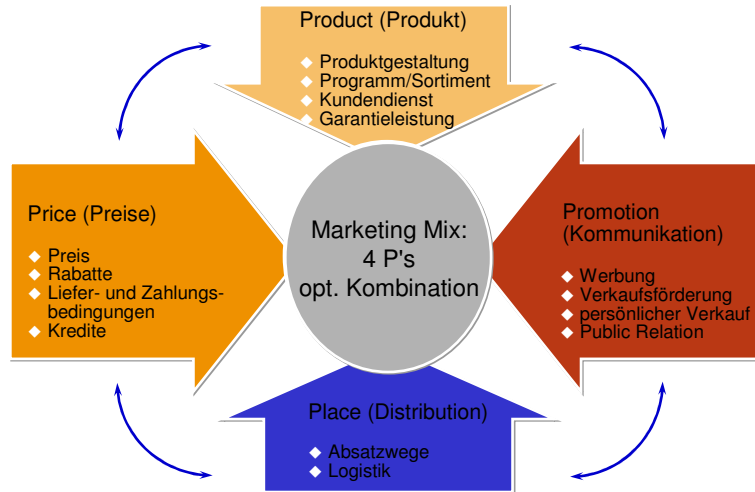 Product (Produkt)
◆ Produktgestaltung
◆ Programm/Sortiment
◆ Kundendienst
◆ Garantieleistung
Price (Preise)
◆ Preis
◆ Rabatte
◆ Liefer- und Zahlungs-
bedingungen
◆ Kredite
Marketing Mix:
4 P's
opt. Kombination
Promotion
(Kommunikation)
◆ Werbung
◆ Verkaufsförderung
◆ persönlicher Verkauf
◆ Public Relation
Place (Distribution)
◆ Absatzwege
◆ Logistik